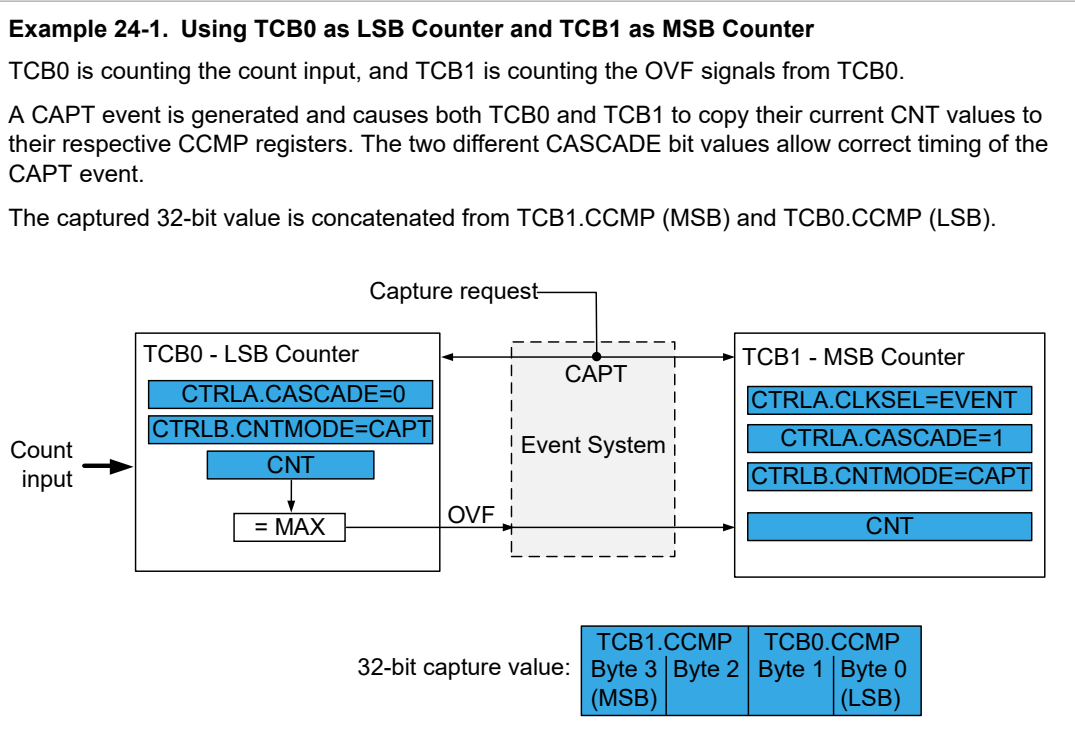 Example 24-1. Using TCB0 as LSB Counter and TCB1 as MSB Counter
TCB0 is counting the count input, and TCB1 is counting the OVF signals from TCB0.
A CAPT event is generated and causes both TCB0 and TCB1 to copy their current CNT values to
their respective CCMP registers. The two different CASCADE bit values allow correct timing of the
CAPT event.
The captured 32-bit value is concatenated from TCB1.CCMP (MSB) and TCB0.CCMP (LSB).
Capture request
TCB0 - LSB Counter
CTRLA.CASCADE=0
CTRLB.CNTMODE=CAPT
CNT
= MAX
Count
input
OVF
CAPT
Event System
TCB1 - MSB Counter
CTRLA.CLKSEL=EVENT
CTRLA.CASCADE=1
CTRLB.CNTMODE=CAPT
CNT
32-bit capture value:
TCB1.CCMP TCB0.CCMP
Byte 3 Byte 2 Byte 1 Byte 0
(MSB) (LSB)